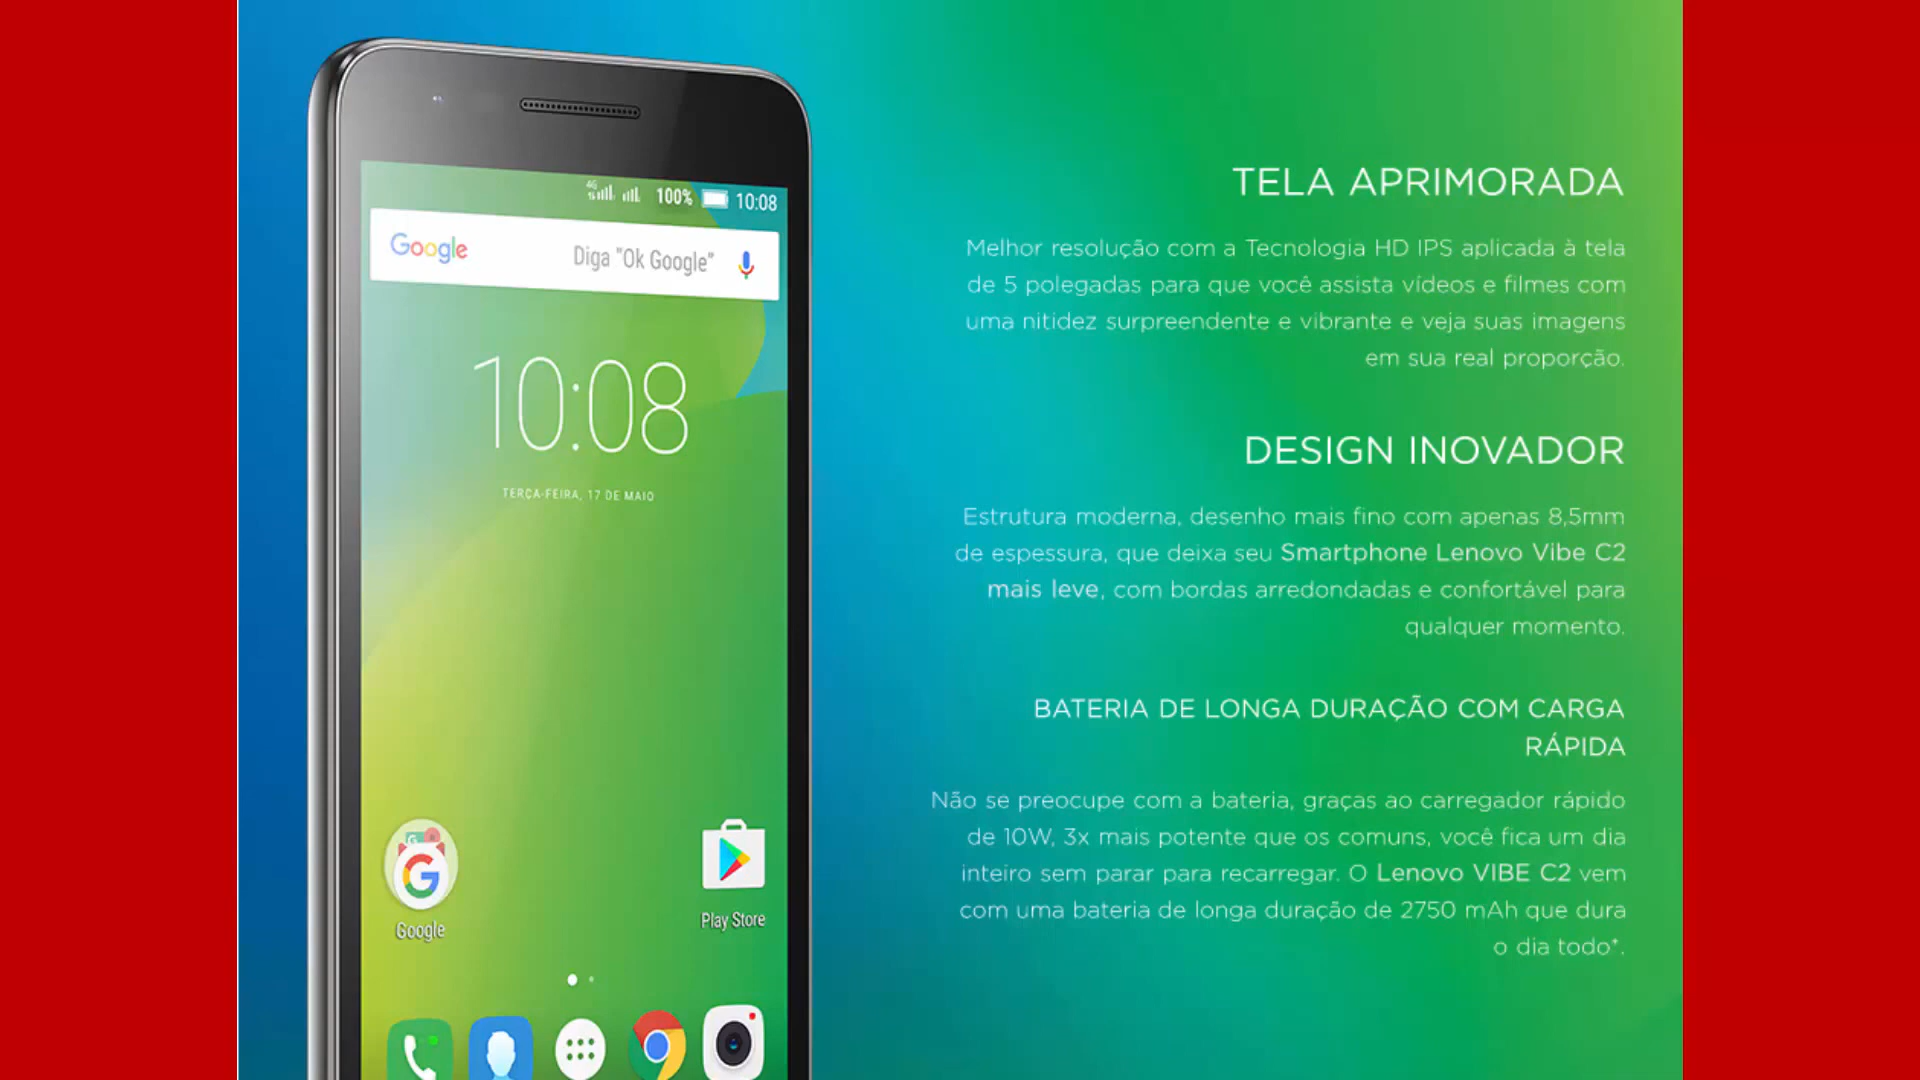 4G
100%
10:08
Google
Diga "Ok Google"
10:08
TERÇA-FEIRA, 17 DE MAIO
Google
Play Store
TELA APRIMORADA
Melhor resolução com a Tecnologia HD IPS aplicada à tela
de 5 polegadas para que você assista vídeos e filmes com
uma nitidez surpreendente e vibrante e veja suas imagens
em sua real proporção.
DESIGN INOVADOR
Estrutura moderna, desenho mais fino com apenas 8,5mm
de espessura, que deixa seu Smartphone Lenovo Vibe C2
mais leve, com bordas arredondadas e confortável para
qualquer momento.
BATERIA DE LONGA DURAÇÃO COM CARGA
RÁPIDA
Não se preocupe com a bateria, graças ao carregador rápido
de 10W, 3x mais potente que os comuns, você fica um dia
inteiro sem parar para recarregar. O Lenovo VIBE C2 vem
com uma bateria de longa duração de 2750 mAh que dura
o dia todo*.